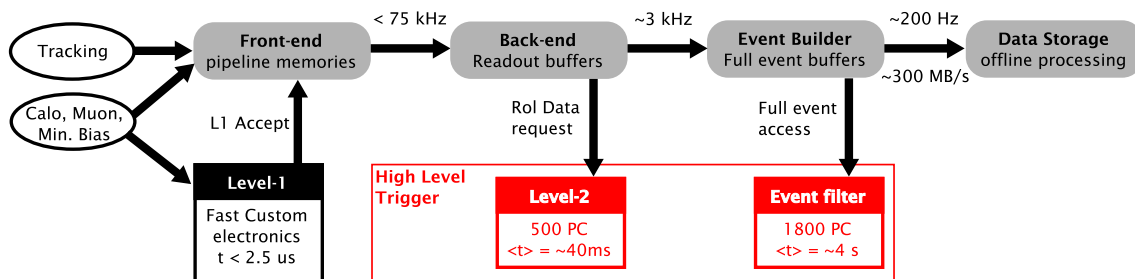 < 75 kHz
~3 kHz
~200 Hz
Tracking
Front-end
pipeline memories
Back-end
Readout buffers
Event Builder
Full event buffers
Data Storage
offline processing
~300 MB/s
Calo, Muon,
Min. Bias
L1 Accept
RoI Data
request
Full event
access
High Level
Trigger
Level-1
Fast Custom
electronics
t < 2.5 us
Level-2
500 PC
<t> = ~40ms
Event filter
1800 PC
<t> = ~4 s